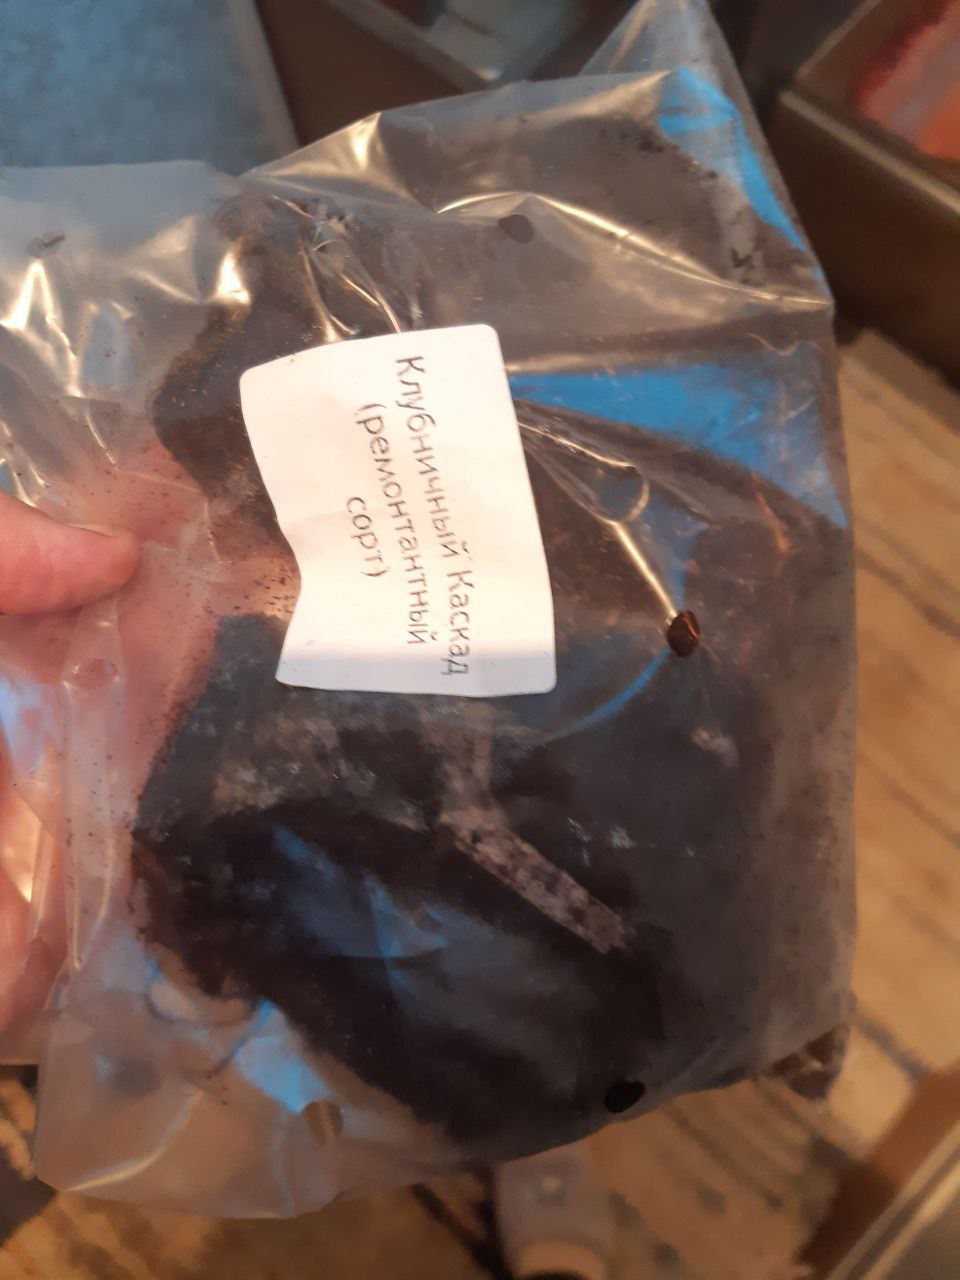 Клубничный Каскад
(ремонтантный
сорт)